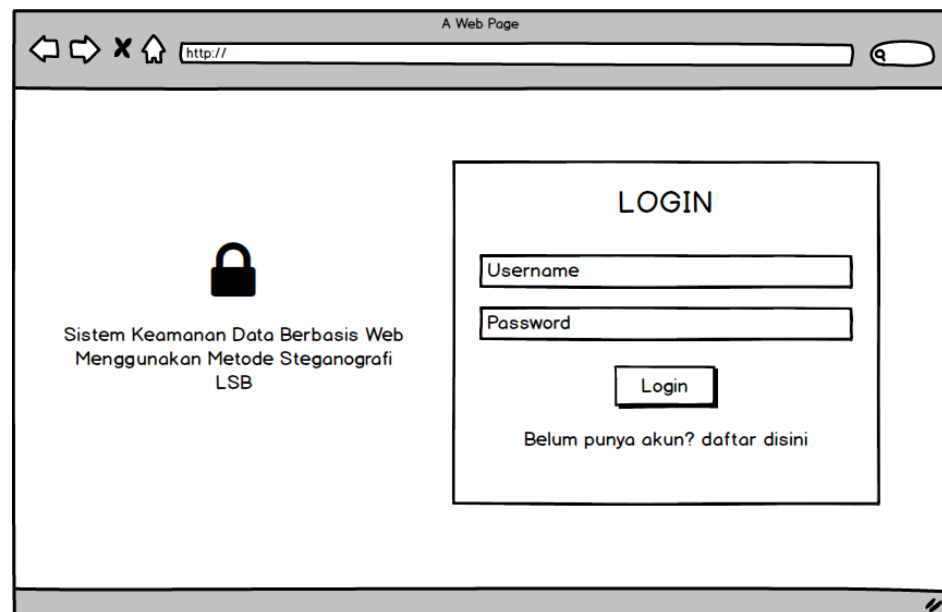 A Web Page
http://
LOGIN
Username
Password
Login
Belum punya akun? daftar disini
Sistem Keamanan Data Berbasis Web
Menggunakan Metode Steganografi
LSB